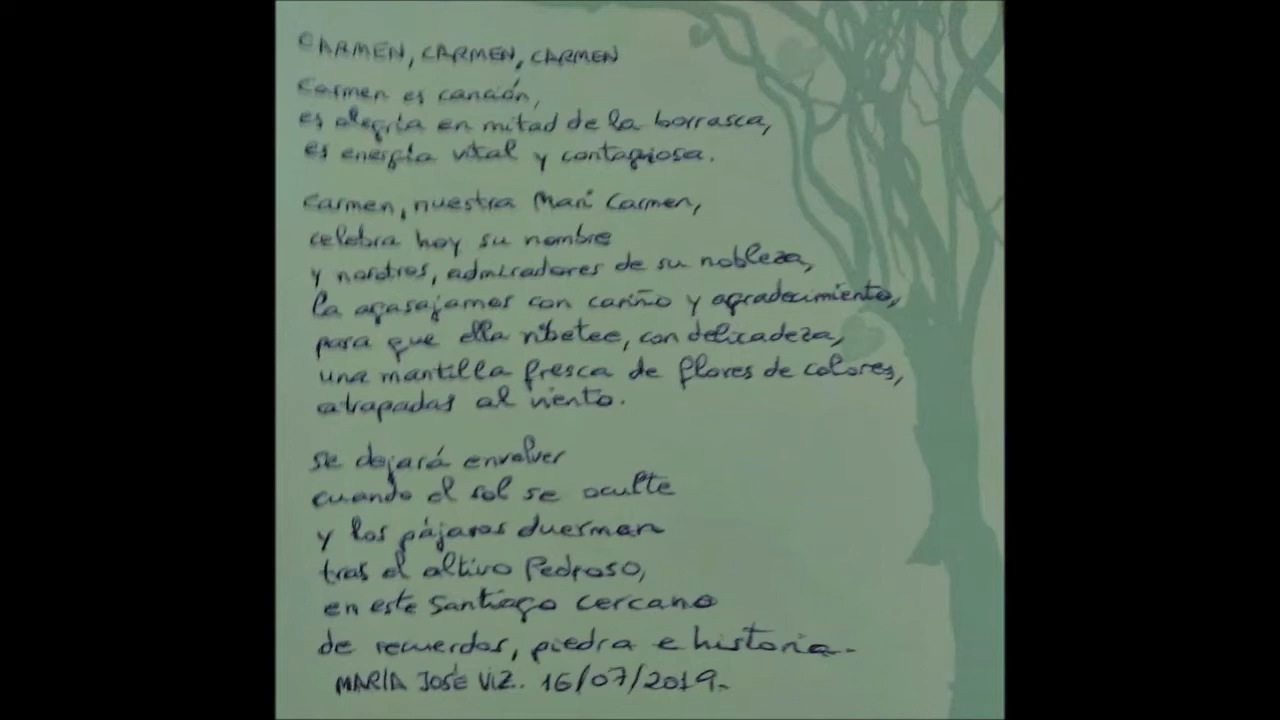 CARMEN, CARMEN, CARMEN
Carmen es canción,
es alegría en mitad de la borrasca,
es energía vital y contagiosa.
Carmen, nuestra Mari Carmen,
celebra hoy su nombre
y nosotros, admiradores de su nobleza,
la agasajamos con cariño y agradecimiento,
para que ella ribetee, con delicadeza,
una mantilla fresca de flores de colores,
atrapadas al viento.
Se dejará envolver
cuando el sol se oculte
y los pájaros duerman
tras el altivo Pedroso,
en este Santiago cercano
de recuerdos, piedra e historia.
MARÍA JOSÉ VIZ. 16/07/2019.